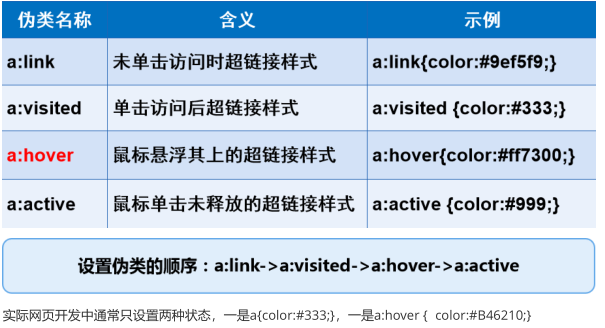 伪类名称 含义 示例
a:link 未单击访问时超链接样式 a:link{color:#9ef5f9;}
a:visited 单击访问后超链接样式 a:visited {color:#333;}
a:hover 鼠标悬浮其上的超链接样式 a:hover{color:#ff7300;}
a:active 鼠标单击未释放的超链接样式 a:active {color:#999;}
设置伪类的顺序：a:link->a:visited->a:hover->a:active
实际网页开发中通常只设置两种状态，一是a{color:#333;}，一是a:hover { color:#B46210;}